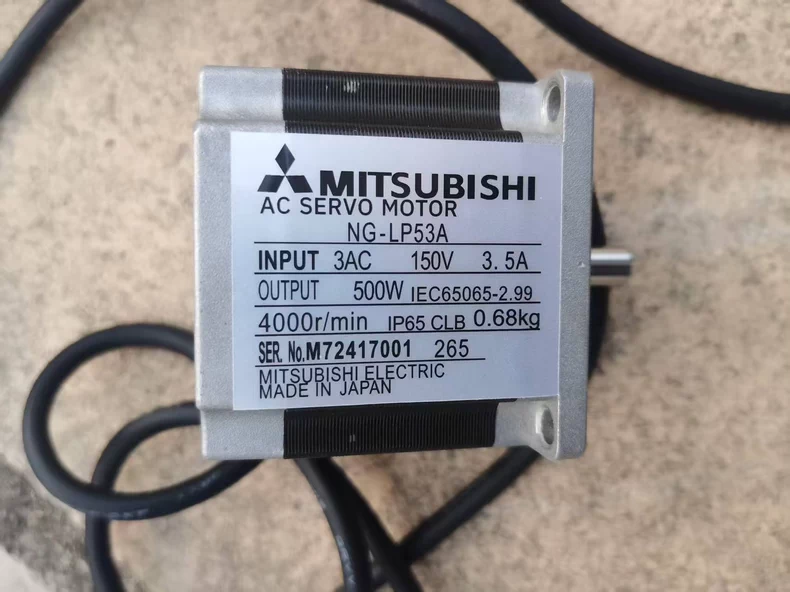 MITSUBISHI
AC SERVO MOTOR
NG-LP53A
INPUT 3AC 150V 3.5A
OUTPUT 500W IEC65065-2.99
4000r/min IP65 CLB 0.68kg
SER. No.M72417001 265
MITSUBISHI ELECTRIC
MADE IN JAPAN